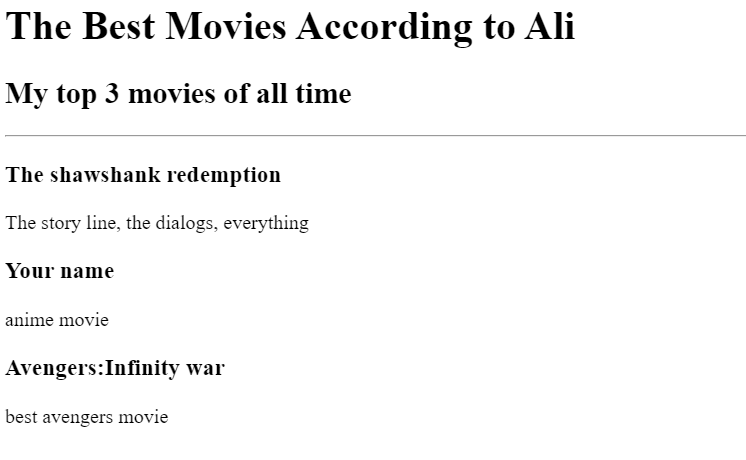 The Best Movies According to Ali
My top 3 movies of all time
The shawshank redemption
The story line, the dialogs, everything
Your name
anime movie
Avengers:Infinity war
best avengers movie